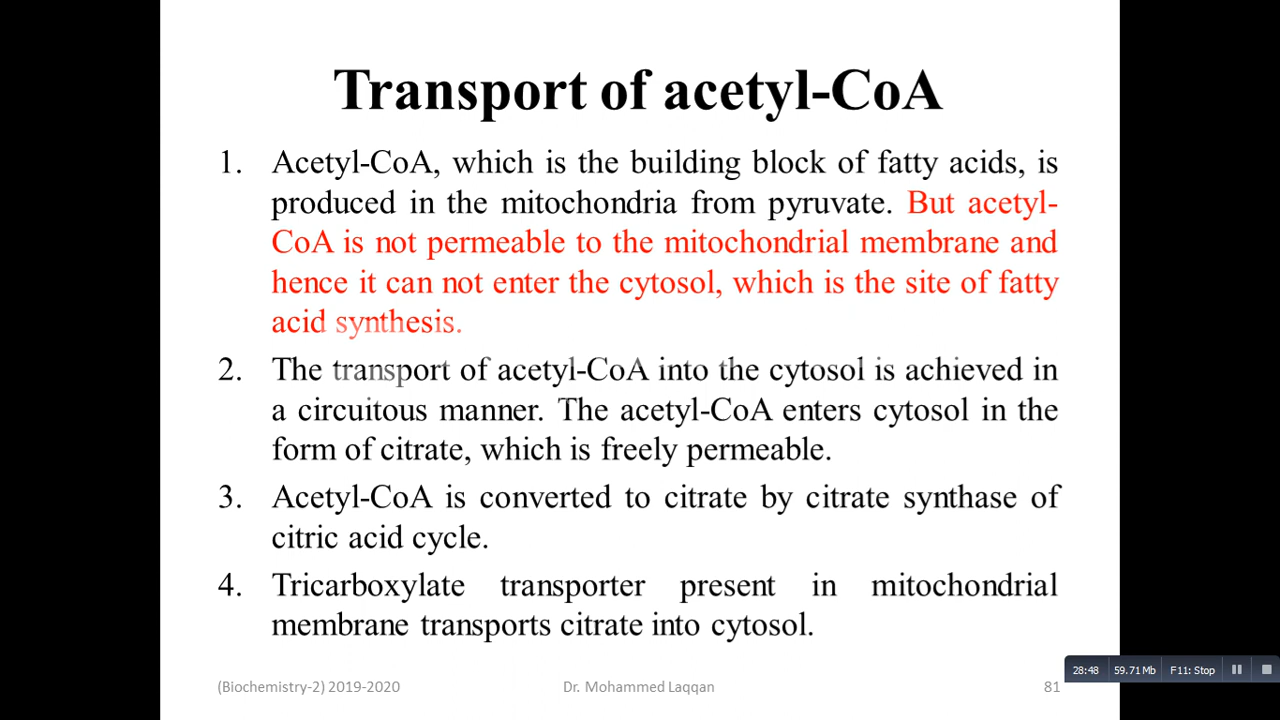 Transport of acetyl-CoA
1. Acetyl-CoA, which is the building block of fatty acids, is
produced in the mitochondria from pyruvate. But acetyl-
CoA is not permeable to the mitochondrial membrane and
hence it can not enter the cytosol, which is the site of fatty
acid synthesis.
2. The transport of acetyl-CoA into the cytosol is achieved in
a circuitous manner. The acetyl-CoA enters cytosol in the
form of citrate, which is freely permeable.
3. Acetyl-CoA is converted to citrate by citrate synthase of
citric acid cycle.
4. Tricarboxylate transporter present in mitochondrial
membrane transports citrate into cytosol.
(Biochemistry-2) 2019-2020 Dr. Mohammed Laqqan 81
28:48 59.71 Mb F11: Stop